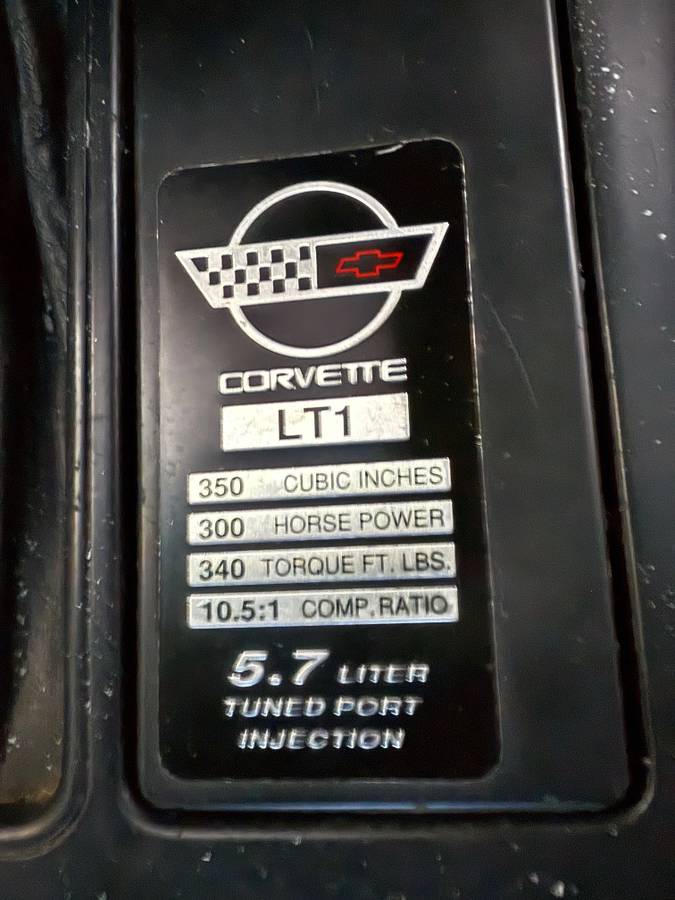 CORVETTE
LT1
350 CUBIC INCHES
300 HORSE POWER
340 TORQUE FT. LBS.
10.5:1 COMP. RATIO
5.7 LITER
TUNED PORT
INJECTION